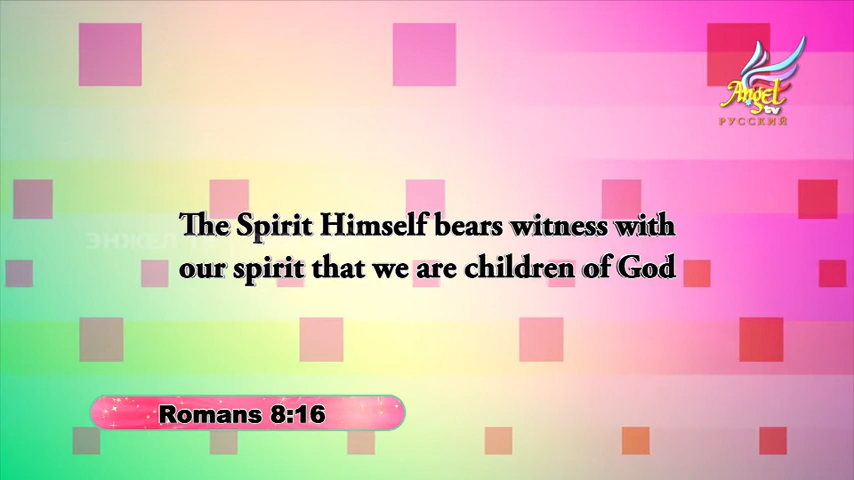 Angel
tv
РУССКИЙ
The Spirit Himself bears witness with
ЭНЖЕЛ
our spirit that we are children of God
Romans 8:16